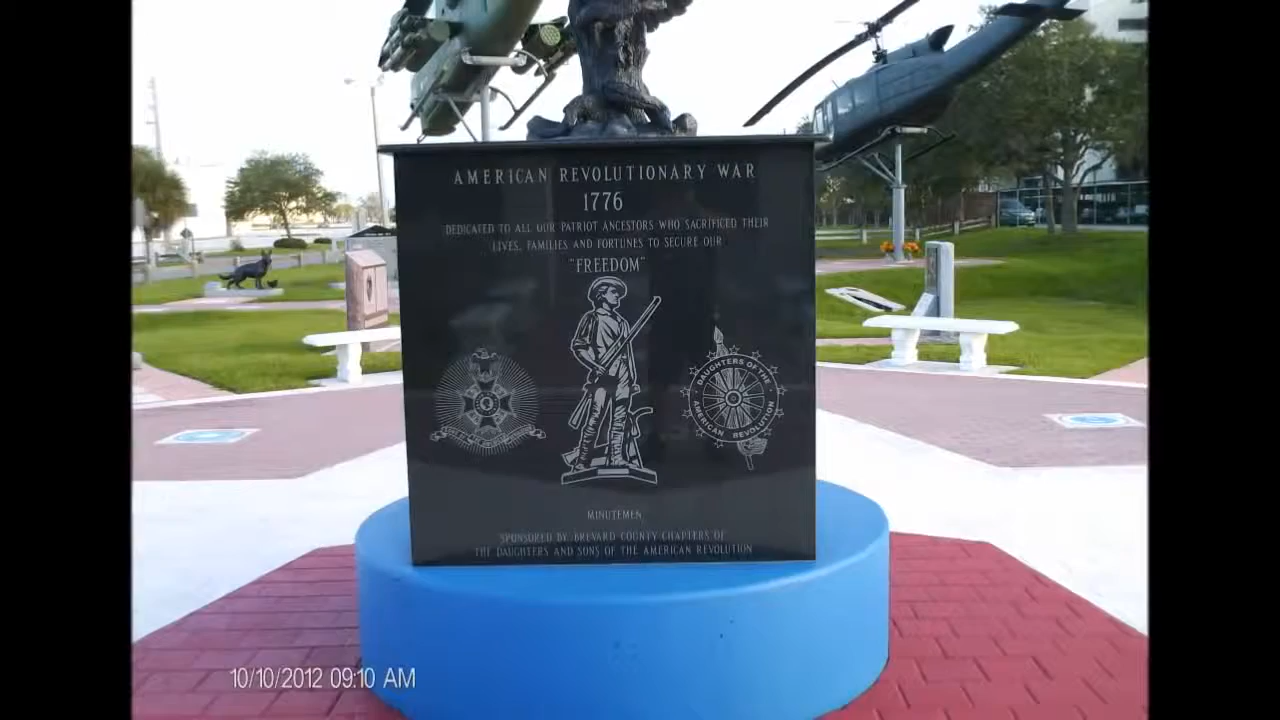 AMERICAN REVOLUTIONARY WAR
1776
DEDICATED TO ALL OUR PATRIOT ANCESTORS WHO SACRIFICED THEIR
LIVES, FAMILIES AND FORTUNES TO SECURE OUR
"FREEDOM"
DAUGHTERS OF THE
AMERICAN REVOLUTION
MINUTEMEN
SPONSORED BY BREVARD COUNTY CHAPTERS OF
THE DAUGHTERS AND SONS OF THE AMERICAN REVOLUTION
10/10/2012 09:10 AM